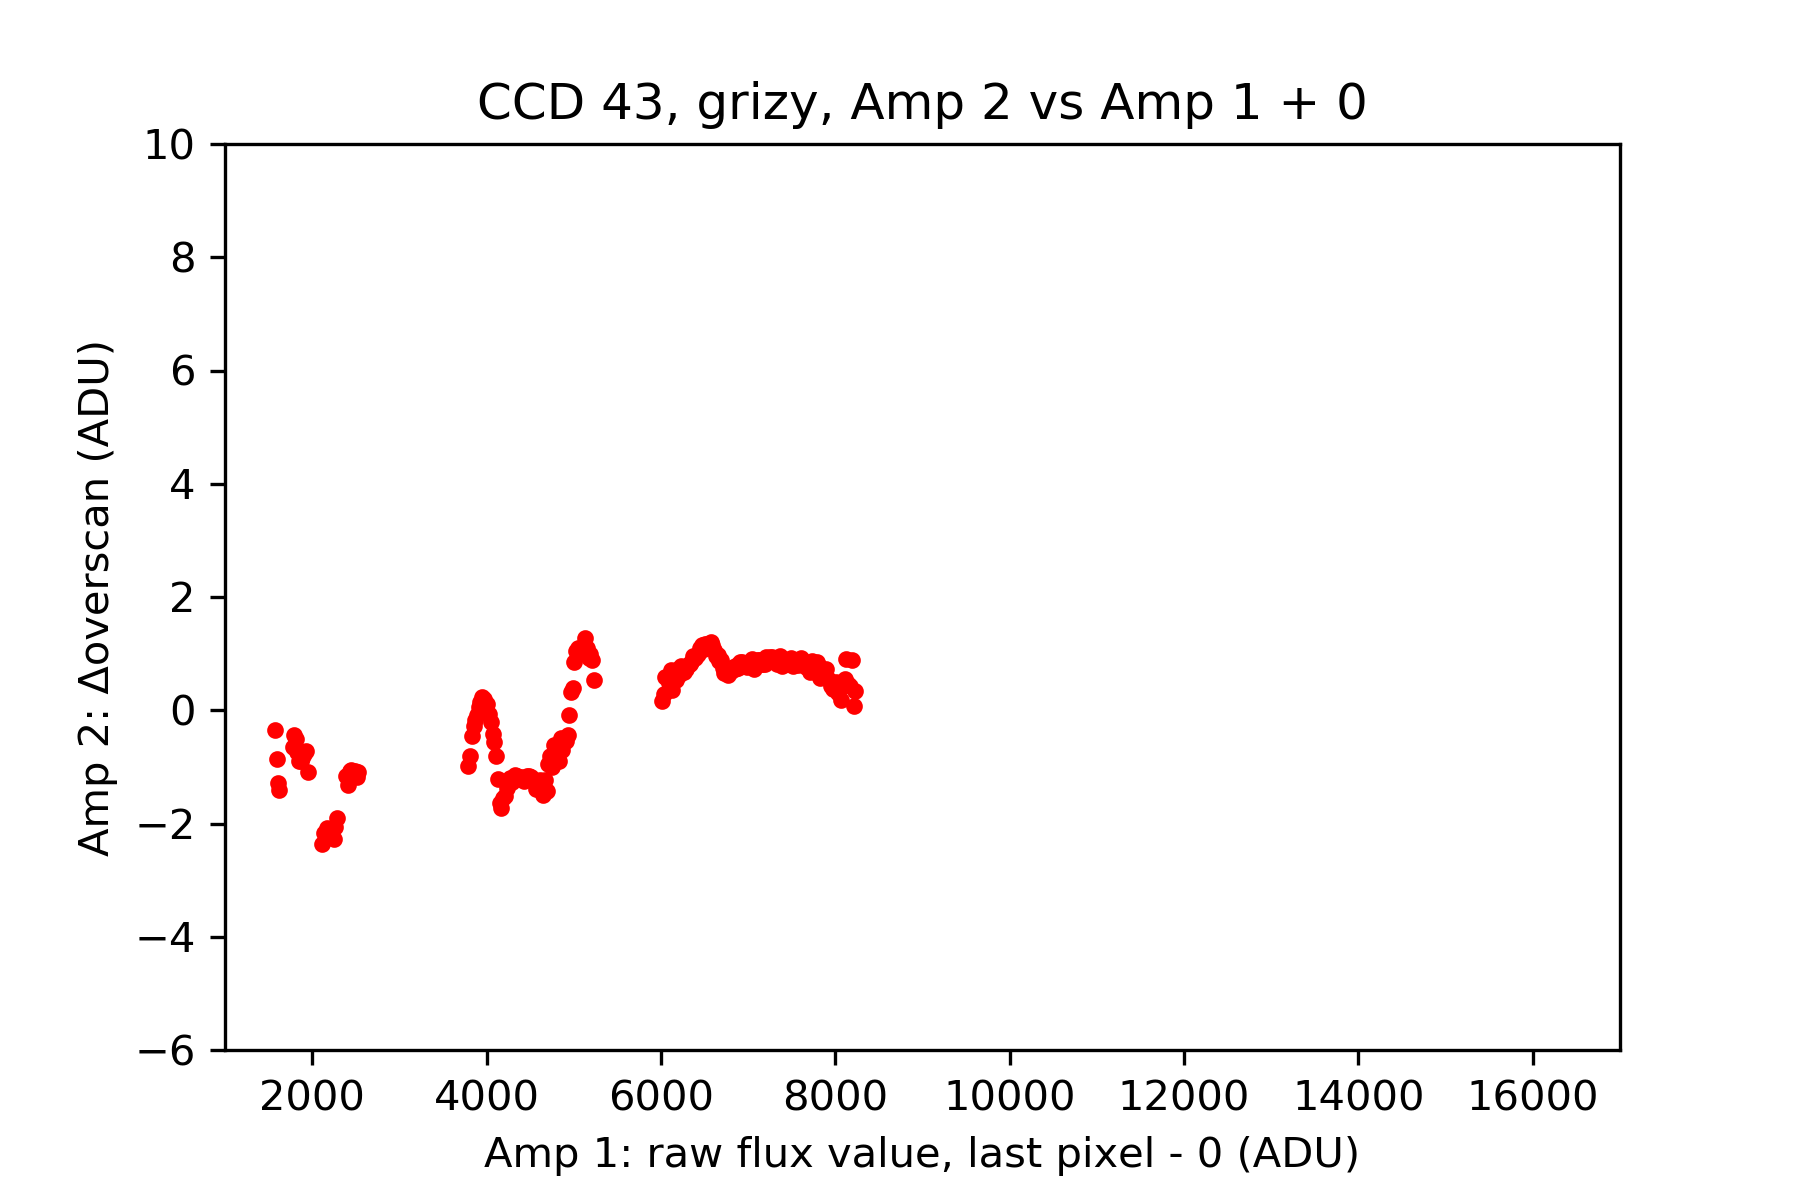 CCD 43, grizy, Amp 2 vs Amp 1 + 0
10
8
6
4
2
0
−2
−4
−6
Amp 2: Δoverscan (ADU)
2000 4000 6000 8000 10000 12000 14000 16000
Amp 1: raw flux value, last pixel - 0 (ADU)